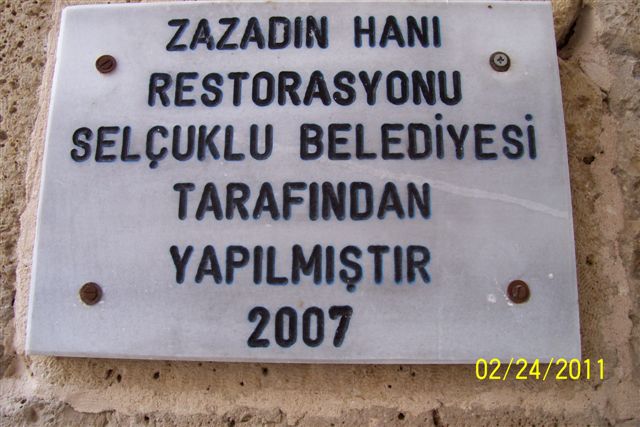 ZAZADIN HANI
RESTORASYONU
SELÇUKLU BELEDİYESİ
TARAFINDAN
YAPILMIŞTIR
2007
02/24/2011